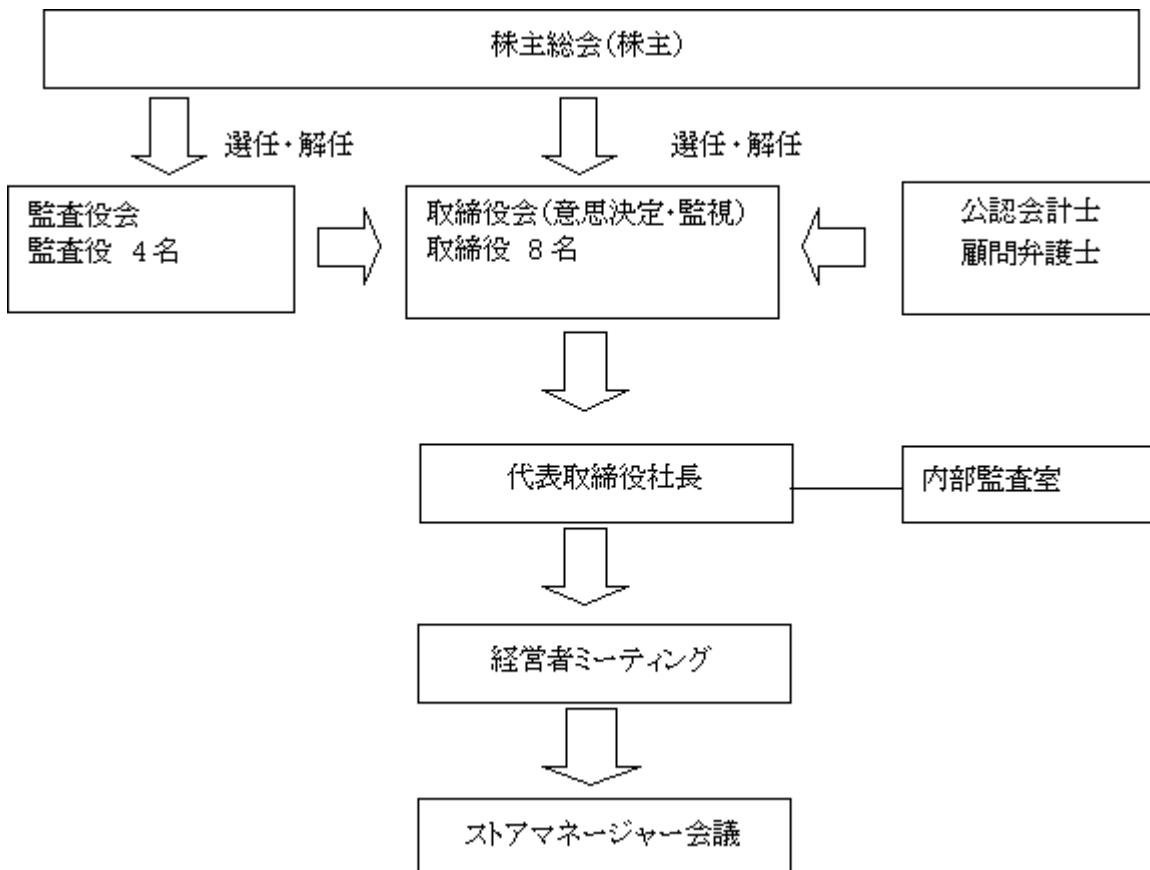 株主総会(株主)
選任・解任
選任・解任
監査役会
監査役 4名
取締役会(意思決定・監視)
取締役 8名
公認会計士
顧問弁護士
代表取締役社長
内部監査室
経営者ミーティング
ストアマネージャー会議